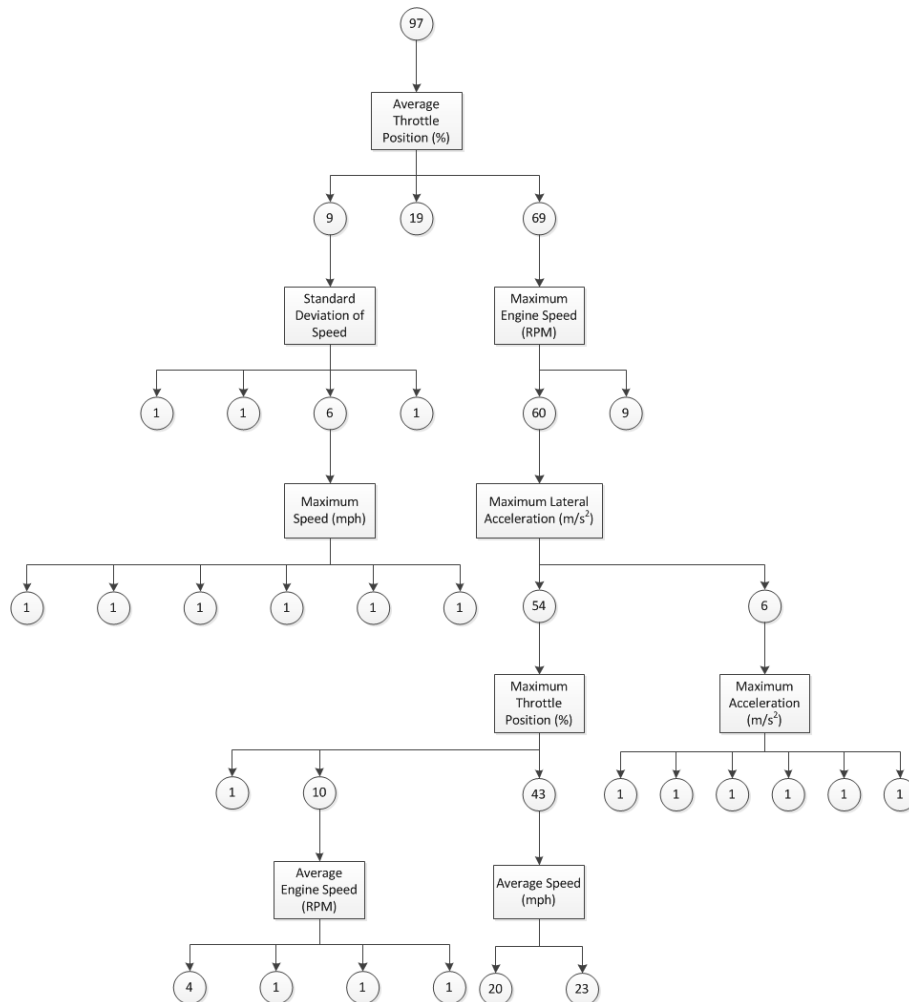 97
Average
Throttle
Position (%)
9
19
69
Standard
Deviation of
Speed
Maximum
Engine Speed
(RPM)
1
1
6
1
60
9
Maximum
Speed (mph)
Maximum Lateral
Acceleration (m/s²)
1
1
1
1
1
1
54
6
Maximum
Throttle
Position (%)
Maximum
Acceleration
(m/s²)
1
10
43
1
1
1
1
1
1
Average
Engine Speed
(RPM)
Average Speed
(mph)
4
1
1
1
20
23